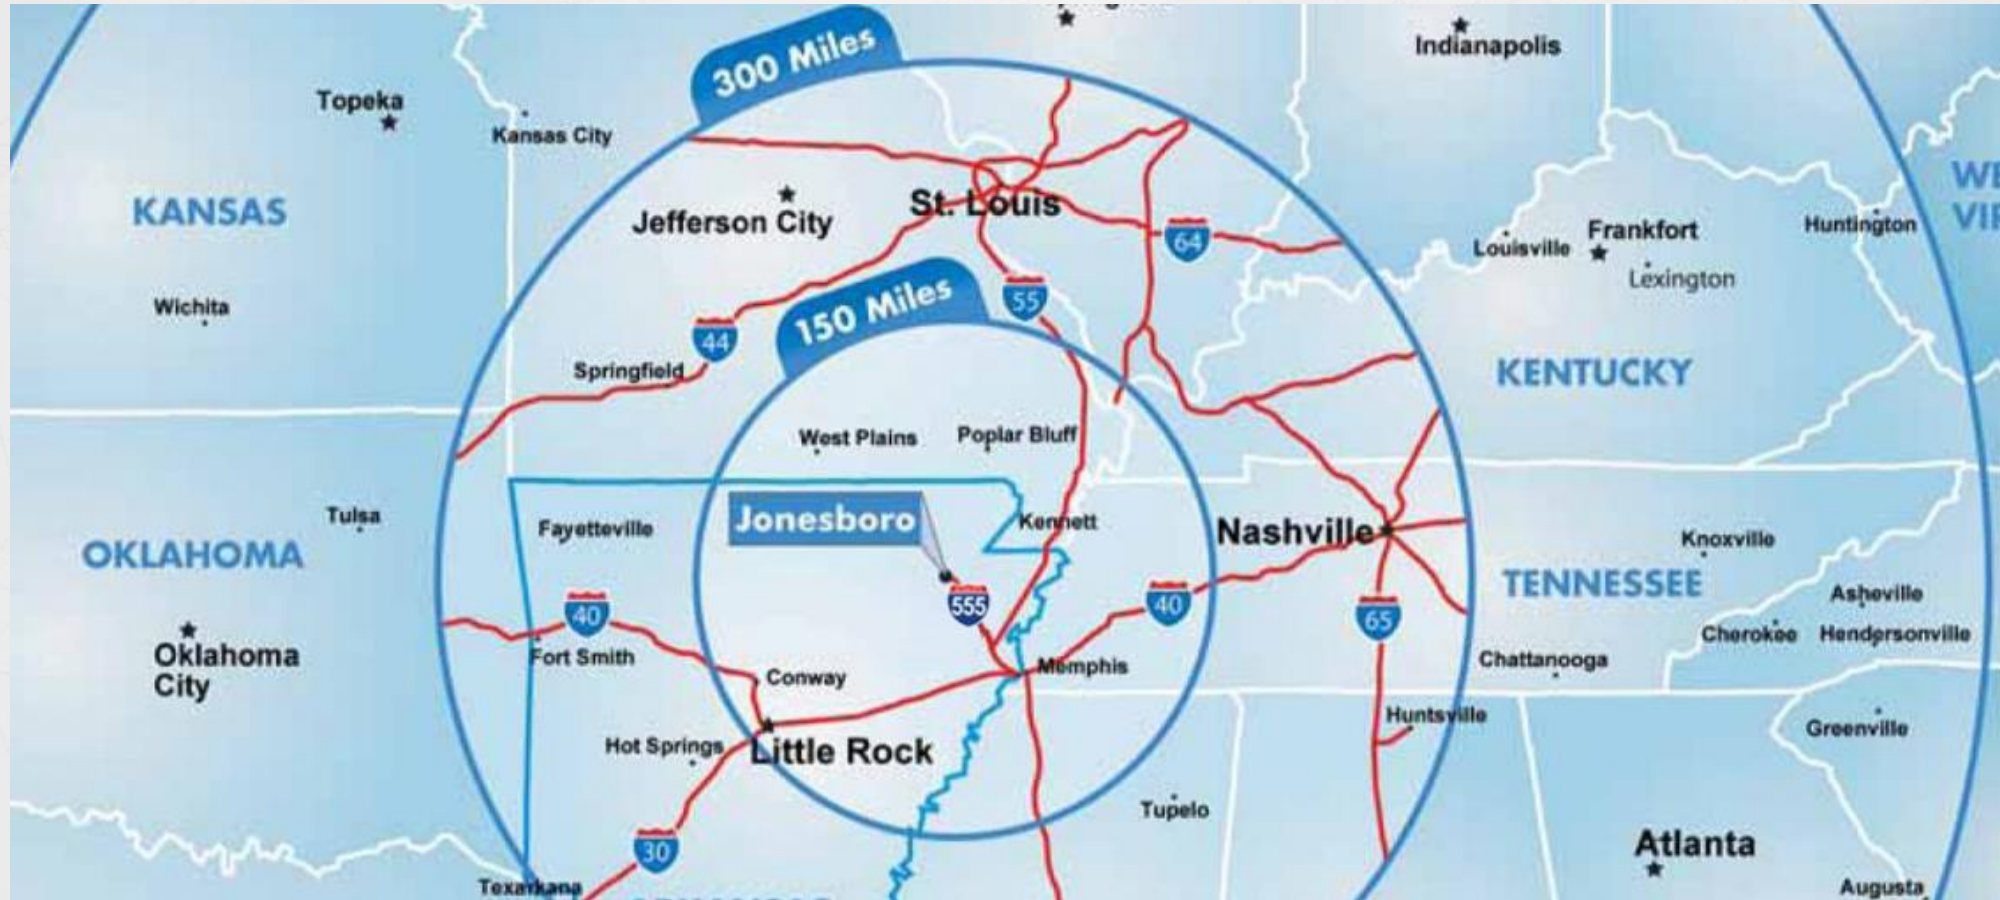 300 Miles
Indianapolis
Topeka
Kansas City
KANSAS
Jefferson City
St. Louis
64
Louisville
Frankfort
Lexington
Huntington
Wichita
150 Miles
55
44
Springfield
KENTUCKY
West Plains
Poplar Bluff
Tulsa
Fayetteville
Jonesboro
Kennett
Nashville
Knoxville
OKLAHOMA
TENNESSEE
Asheville
40
555
40
65
Cherokee
Hendersonville
Oklahoma
City
Fort Smith
Conway
Memphis
Chattanooga
Hot Springs
Little Rock
Huntsville
Greenville
Tupelo
30
Atlanta
Texarkana
Augusta